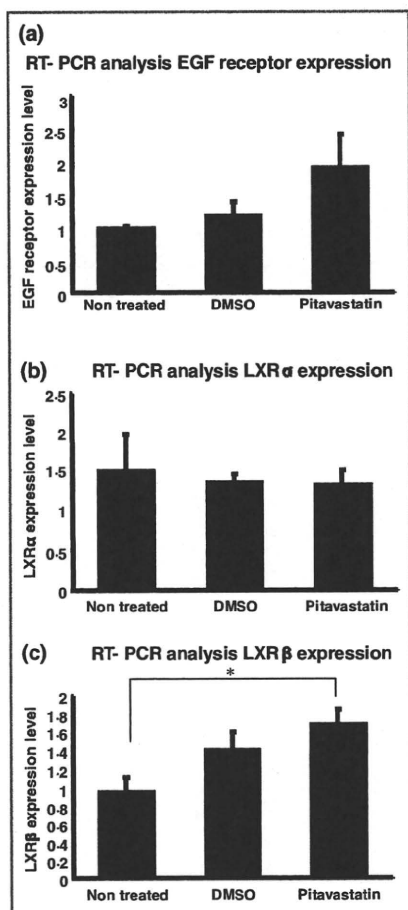 (a)
RT- PCR analysis EGF receptor expression
EGF receptor expression level
3
2·5
2
1·5
1
0·5
0
Non treated DMSO Pitavastatin
(b)
RT- PCR analysis LXRα expression
LXRα expression level
2·5
2
1·5
1
0·5
0
Non treated DMSO Pitavastatin
(c)
RT- PCR analysis LXRβ expression
*
LXRβ expression level
2
1·8
1·6
1·4
1·2
1
0·8
0·6
0·4
0·2
0
Non treated DMSO Pitavastatin